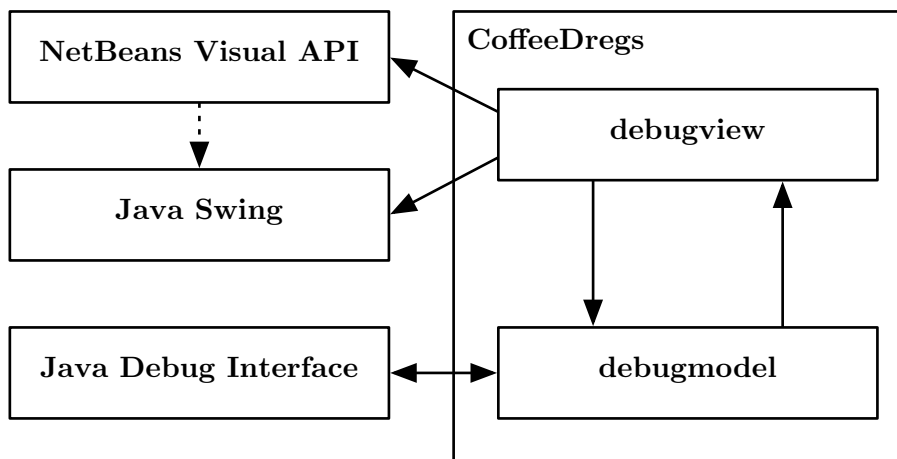 NetBeans Visual API
CoffeeDregs
debugview
Java Swing
Java Debug Interface
debugmodel